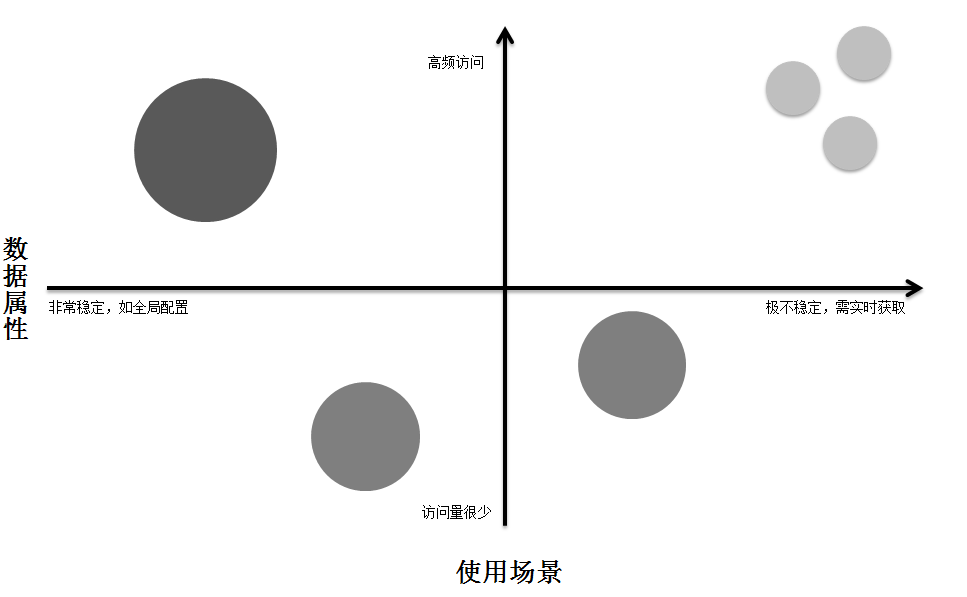 高频访问
数据属性
非常稳定，如全局配置
极不稳定，需实时获取
访问量很少
使用场景